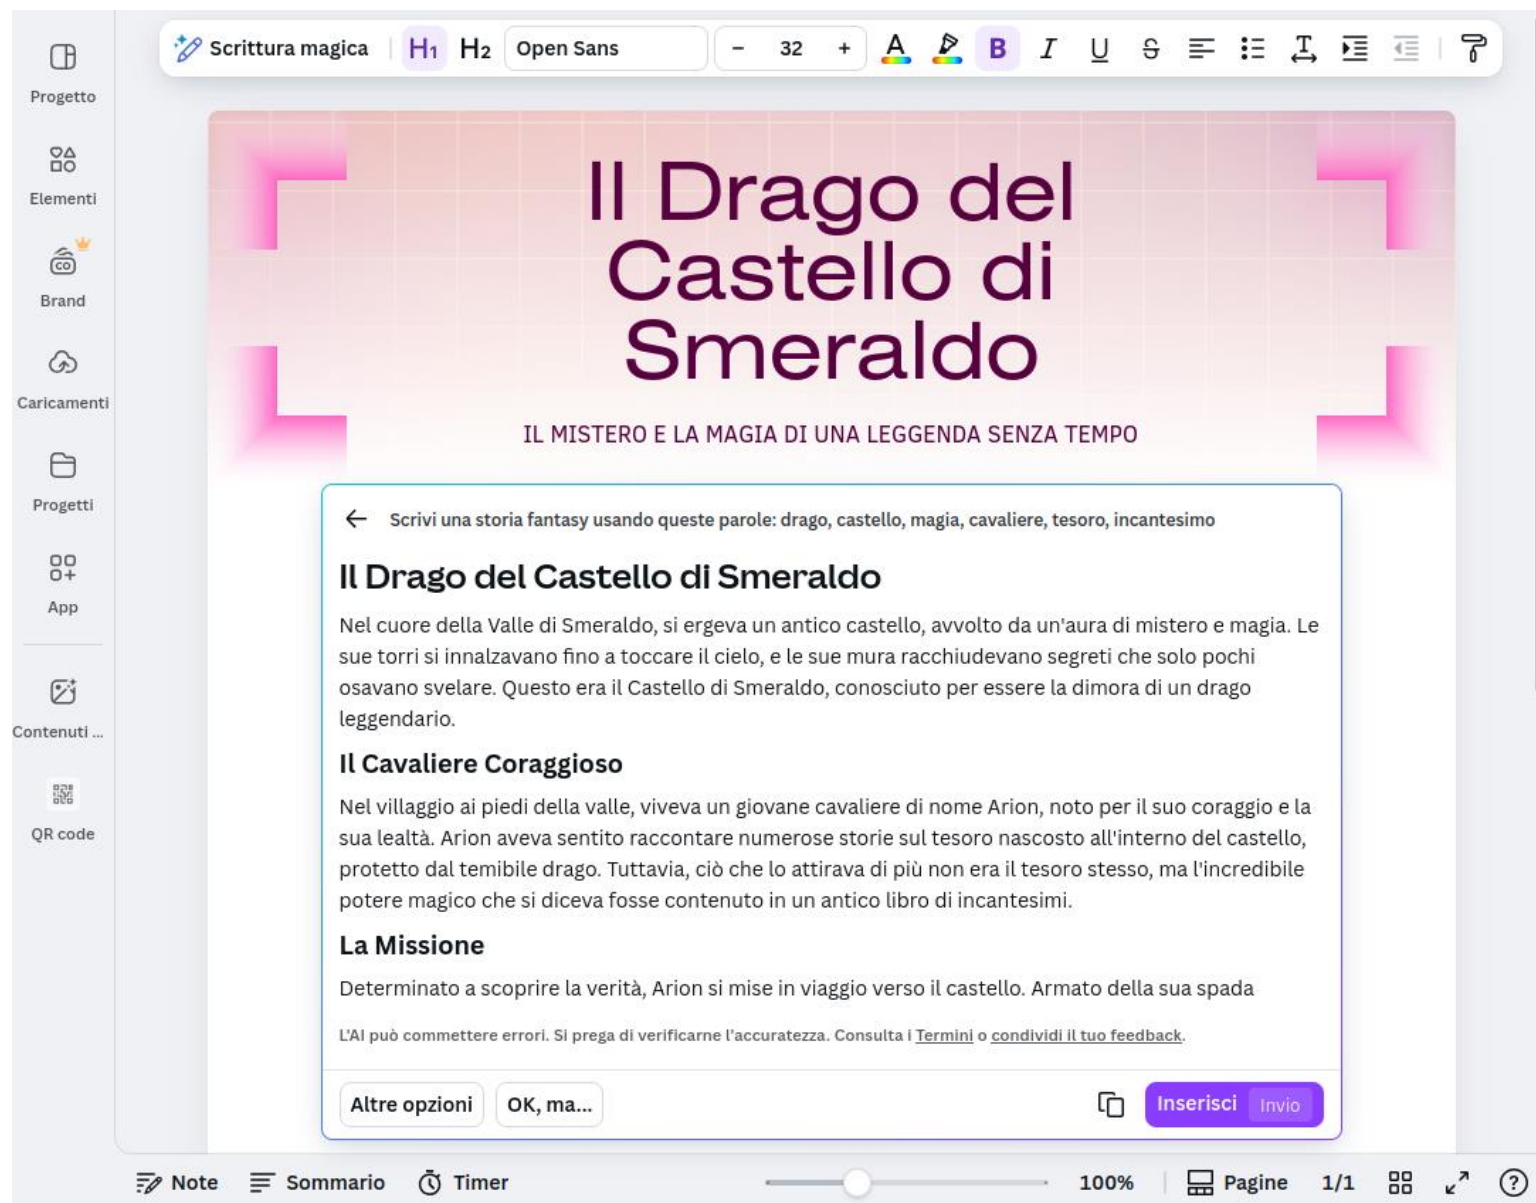 Scrittura magica H1 H2 Open Sans − 32 + A B I U S T
Progetto
Elementi
Brand
Caricamenti
Progetti
App
Contenuti ...
QR code
Il Drago del
Castello di
Smeraldo
IL MISTERO E LA MAGIA DI UNA LEGGENDA SENZA TEMPO
Scrivi una storia fantasy usando queste parole: drago, castello, magia, cavaliere, tesoro, incantesimo
Il Drago del Castello di Smeraldo
Nel cuore della Valle di Smeraldo, si ergeva un antico castello, avvolto da un'aura di mistero e magia. Le
sue torri si innalzavano fino a toccare il cielo, e le sue mura racchiudevano segreti che solo pochi
osavano svelare. Questo era il Castello di Smeraldo, conosciuto per essere la dimora di un drago
leggendario.
Il Cavaliere Coraggioso
Nel villaggio ai piedi della valle, viveva un giovane cavaliere di nome Arion, noto per il suo coraggio e la
sua lealtà. Arion aveva sentito raccontare numerose storie sul tesoro nascosto all'interno del castello,
protetto dal temibile drago. Tuttavia, ciò che lo attirava di più non era il tesoro stesso, ma l'incredibile
potere magico che si diceva fosse contenuto in un antico libro di incantesimi.
La Missione
Determinato a scoprire la verità, Arion si mise in viaggio verso il castello. Armato della sua spada
L'AI può commettere errori. Si prega di verificarne l'accuratezza. Consulta i Termini o condividi il tuo feedback.
Altre opzioni OK, ma... Inserisci Invio
Note Sommario Timer 100% Pagine 1/1 ?